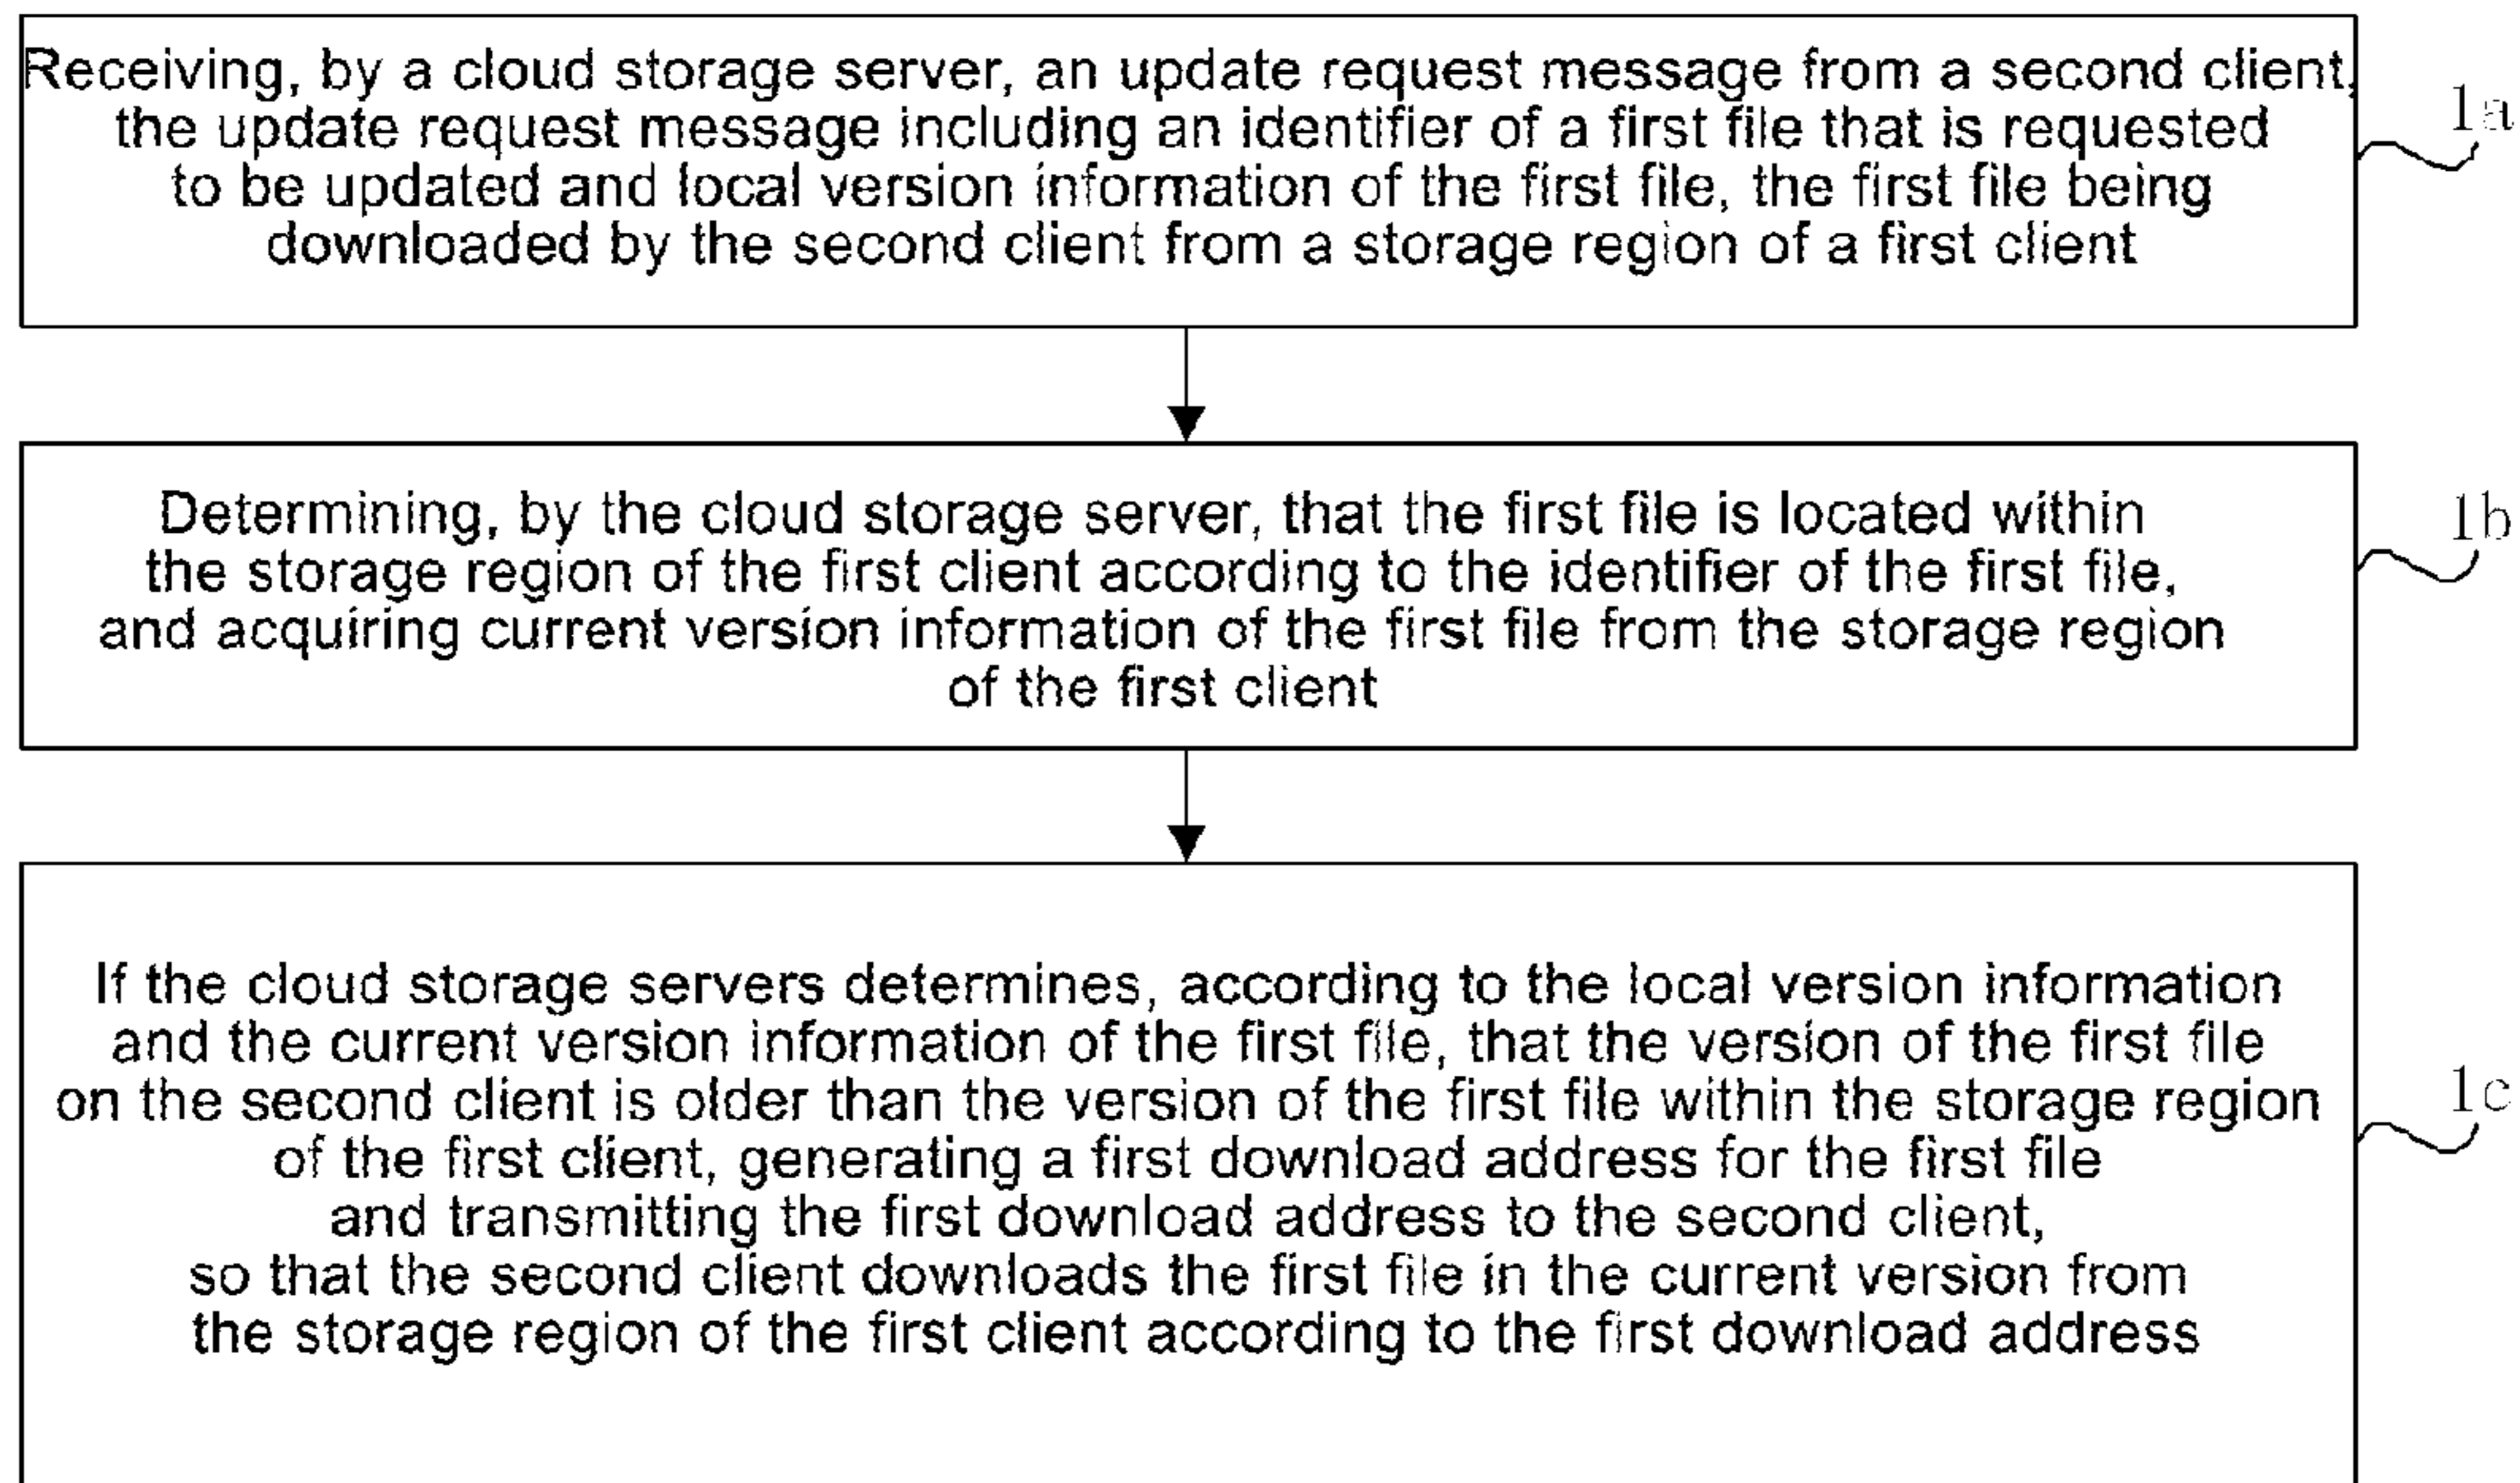 Receiving, by a cloud storage server, an update request message from a second client,
the update request message including an identifier of a first file that is requested
to be updated and local version information of the first file, the first file being
downloaded by the second client from a storage region of a first client
1a
Determining, by the cloud storage server, that the first file is located within
the storage region of the first client according to the identifier of the first file,
and acquiring current version information of the first file from the storage region
of the first client
1b
If the cloud storage servers determines, according to the local version information
and the current version information of the first file, that the version of the first file
on the second client is older than the version of the first file within the storage region
of the first client, generating a first download address for the first file
and transmitting the first download address to the second client,
so that the second client downloads the first file in the current version from
the storage region of the first client according to the first download address
1c